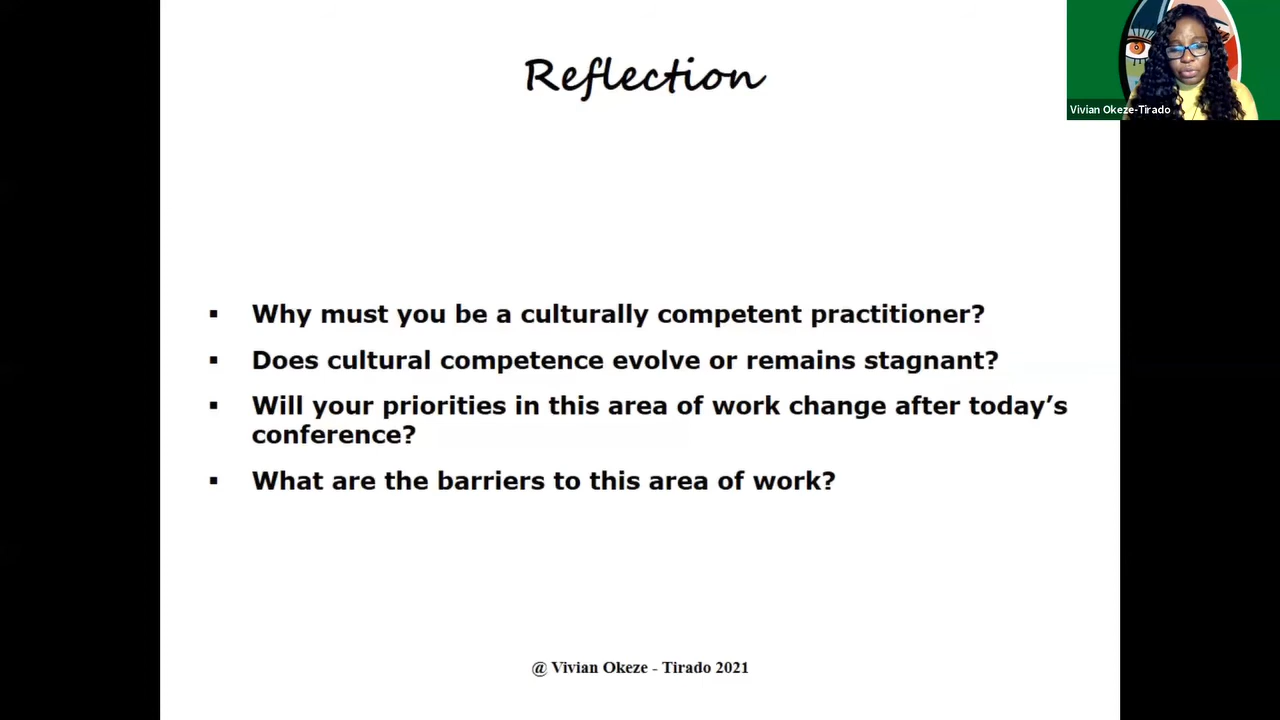 Reflection
Vivian Okeze-Tirado
▪ Why must you be a culturally competent practitioner?
▪ Does cultural competence evolve or remains stagnant?
▪ Will your priorities in this area of work change after today’s
conference?
▪ What are the barriers to this area of work?
@ Vivian Okeze - Tirado 2021